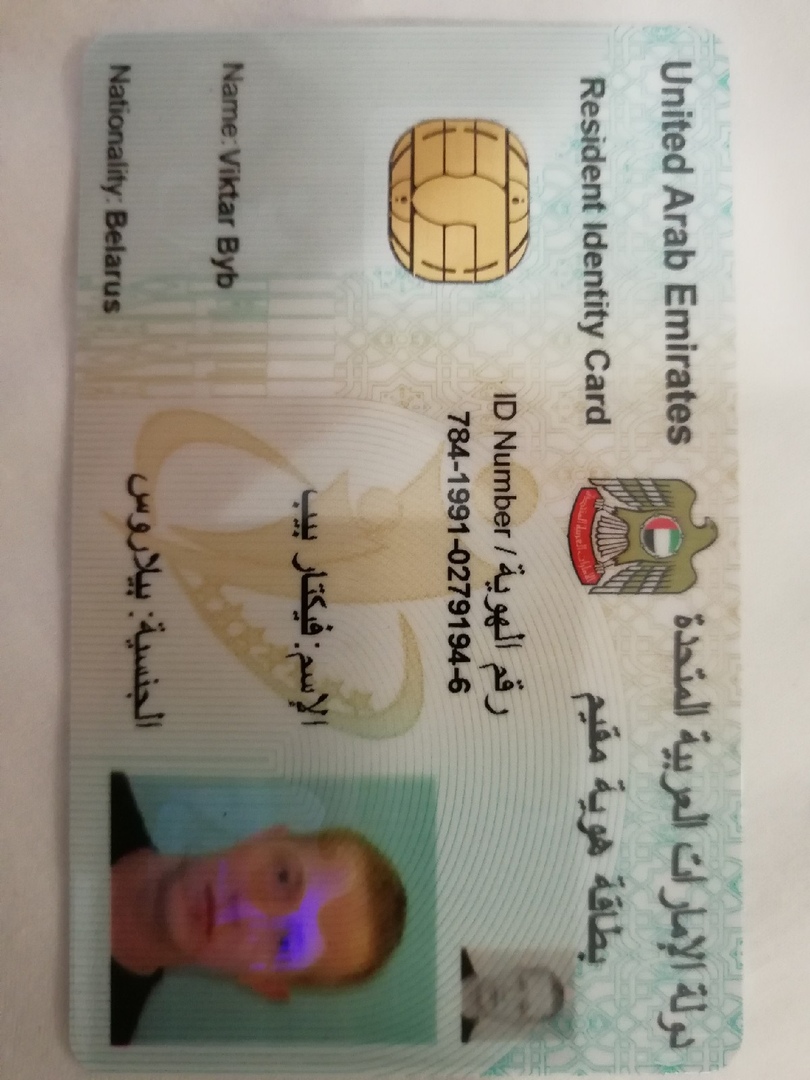 United Arab Emirates
دولة الإمارات العربية المتحدة
Resident Identity Card
بطاقة هوية مقيم
ID Number / رقم الهوية
784-1991-0279194-6
الإسم: فيكتار بيب
Name: Viktar Byb
الجنسية: بيلاروس
Nationality: Belarus